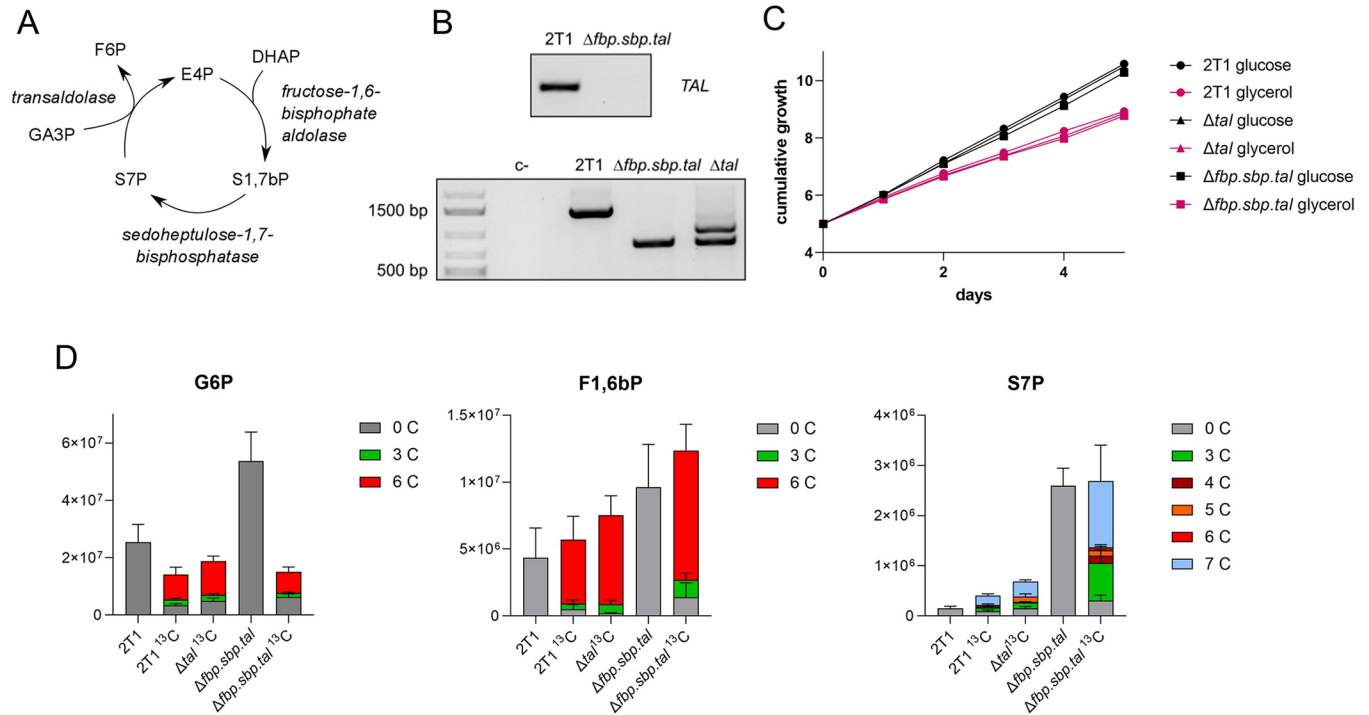 A
F6P
E4P
DHAP
transaldolase
fructose-1,6-
bisphophate
aldolase
GA3P
S7P
S1,7bP
sedoheptulose-1,7-
bisphosphatase
B
2T1 Δfbp.sbp.tal
TAL
c- 2T1 Δfbp.sbp.tal Δtal
1500 bp
500 bp
C
cumulative growth
10
8
6
4
0 2 4
days
2T1 glucose
2T1 glycerol
Δtal glucose
Δtal glycerol
Δfbp.sbp.tal glucose
Δfbp.sbp.tal glycerol
D
G6P
6×10⁷
4×10⁷
2×10⁷
0
2T1
2T1 ¹³C
Δtal ¹³C
Δfbp.sbp.tal
Δfbp.sbp.tal ¹³C
0 C
3 C
6 C
F1,6bP
1.5×10⁷
1.0×10⁷
5×10⁶
0
2T1
2T1 ¹³C
Δtal¹³C
Δfbp.sbp.tal
Δfbp.sbp.tal ¹³C
0 C
3 C
6 C
S7P
4×10⁶
3×10⁶
2×10⁶
1×10⁶
0
2T1
2T1 ¹³C
Δtal¹³C
Δfbp.sbp.tal
Δfbp.sbp.tal ¹³C
0 C
3 C
4 C
5 C
6 C
7 C